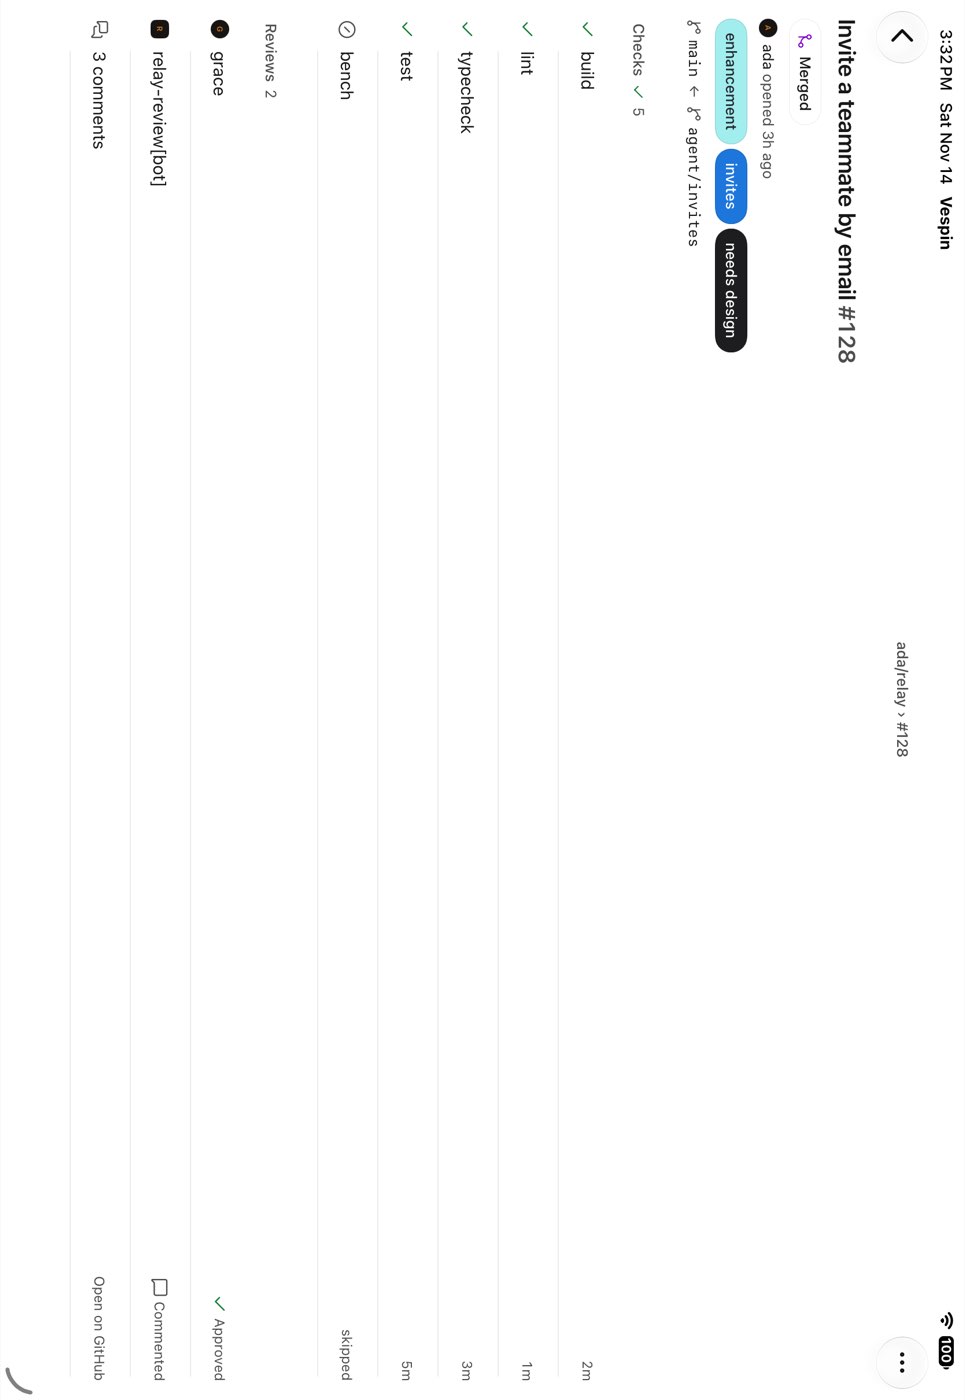 3:32 PM Sat Nov 14 Vespin
100
ada/relay › #128
Invite a teammate by email #128
Merged
A ada opened 3h ago
enhancement invites needs design
main ← agent/invites
Checks ✓ 5
build 2m
lint 1m
typecheck 3m
test 5m
bench skipped
Reviews 2
G grace Approved
R relay-review[bot] Commented
3 comments Open on GitHub